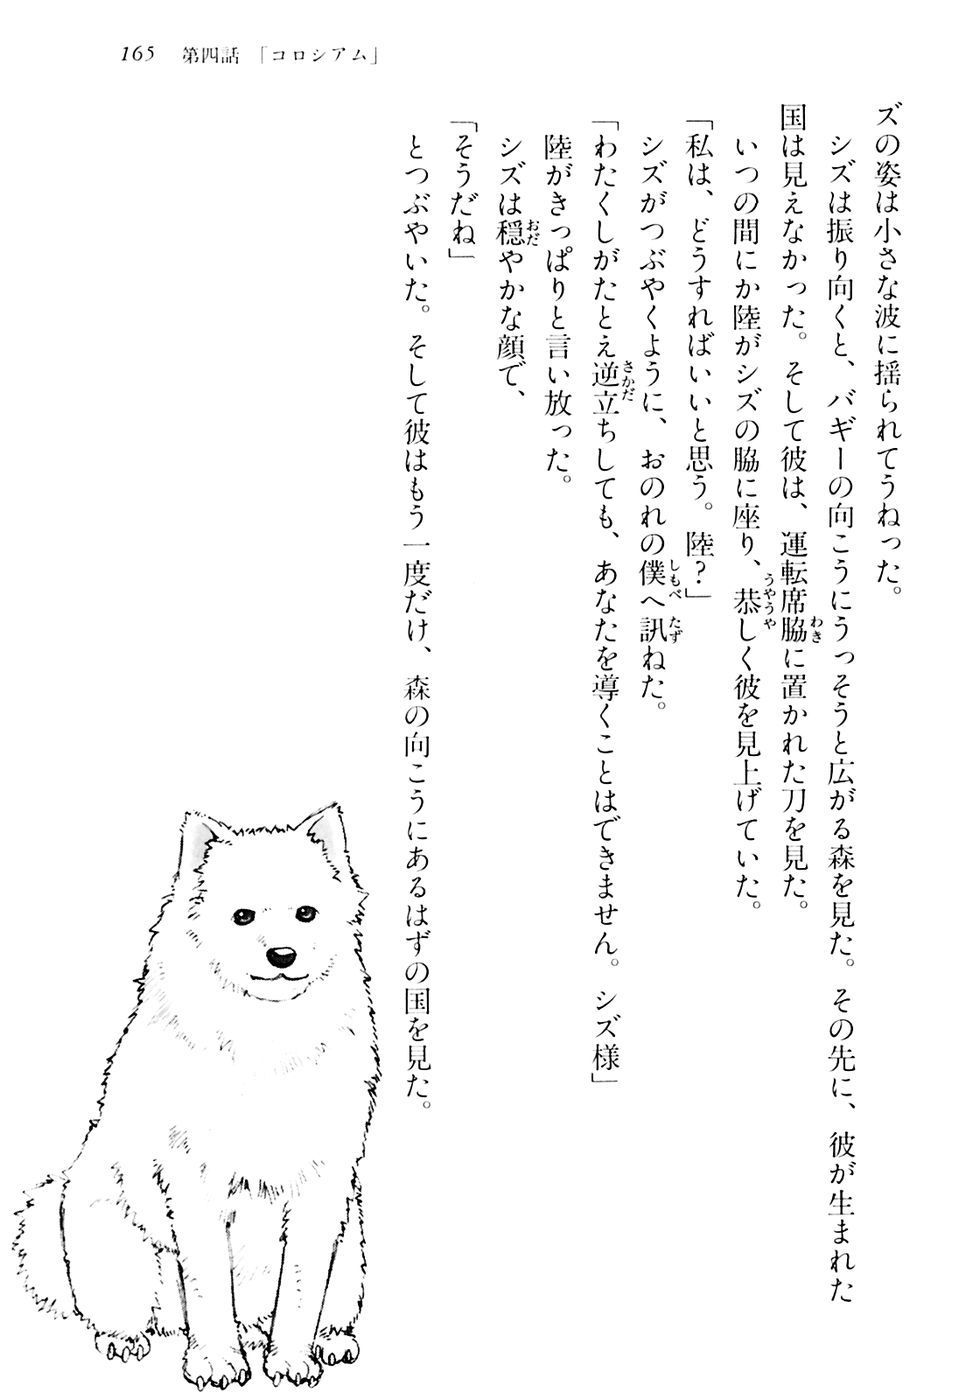 165 第四話 「コロシアム」
ズの姿は小さな波に揺られてうねった。
シズは振り向くと、バギーの向こうにうっそうと広がる森を見た。その先に、彼が生まれた
国は見えなかった。そして彼は、運転席脇に置かれた刀を見た。
いつの間にか陸がシズの脇に座り、恭しく彼を見上げていた。
「私は、どうすればいいと思う。陸?」
シズがつぶやくように、おのれの僕へ訊ねた。
「わたくしがたとえ逆立ちしても、あなたを導くことはできません。シズ様」
陸がきっぱりと言い放った。
シズは穏やかな顔で、
「そうだね」
とつぶやいた。そして彼はもう一度だけ、森の向こうにあるはずの国を見た。